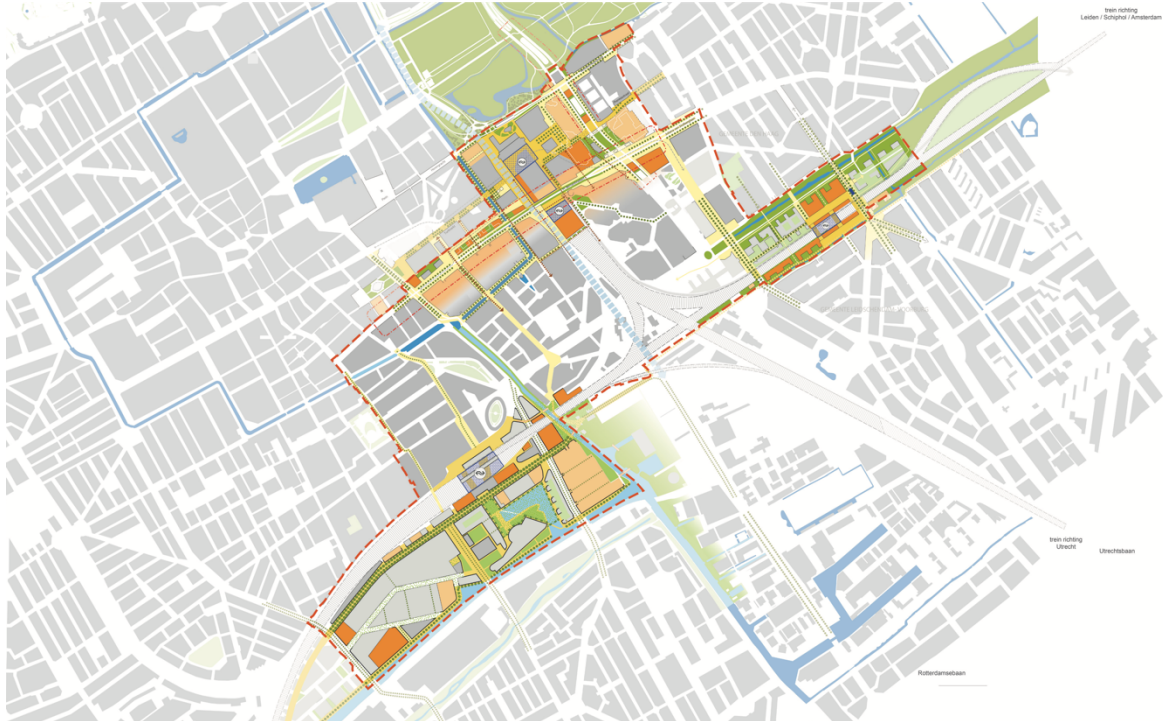 trein richting
Leiden / Schiphol / Amsterdam
trein richting
Utrecht
Utrechtsbaan
Rotterdamsebaan